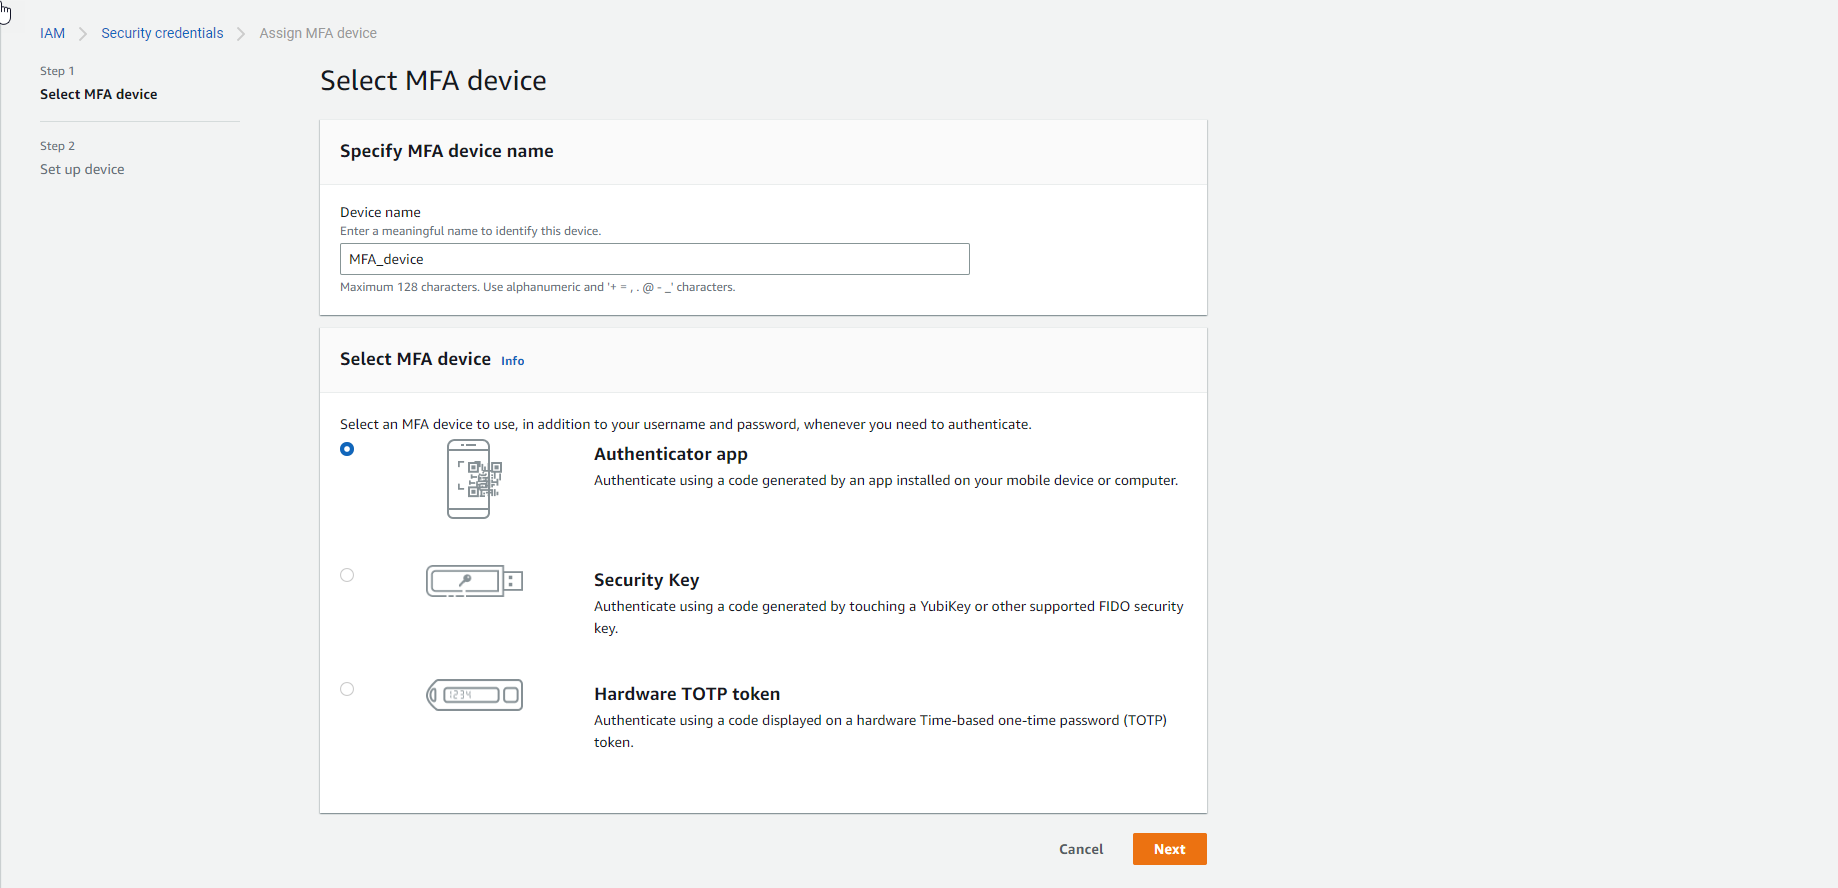 IAM > Security credentials > Assign MFA device
Step 1
Select MFA device
Step 2
Set up device
Select MFA device
Specify MFA device name
Device name
Enter a meaningful name to identify this device.
MFA_device
Maximum 128 characters. Use alphanumeric and '+ = , . @ - _' characters.
Select MFA device Info
Select an MFA device to use, in addition to your username and password, whenever you need to authenticate.
Authenticator app
Authenticate using a code generated by an app installed on your mobile device or computer.
Security Key
Authenticate using a code generated by touching a YubiKey or other supported FIDO security
key.
1234
Hardware TOTP token
Authenticate using a code displayed on a hardware Time-based one-time password (TOTP)
token.
Cancel
Next